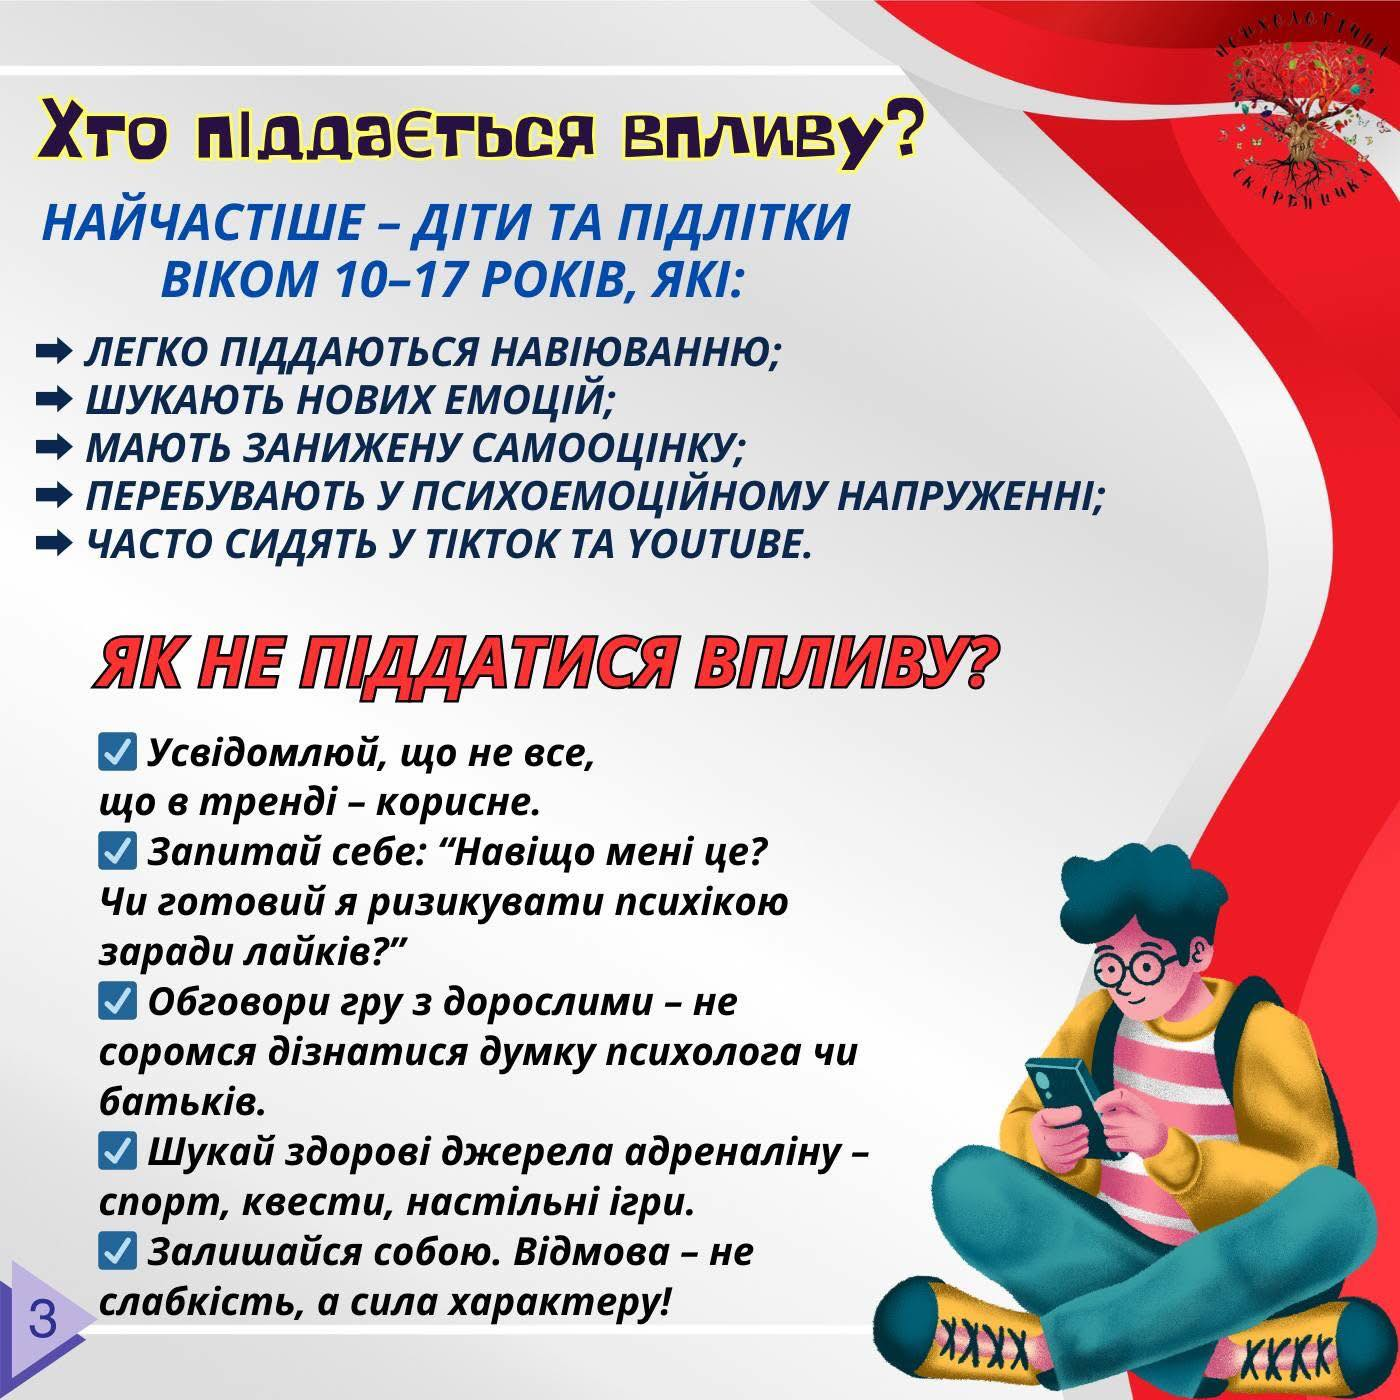 ПСИХОЛОГІЧНА
СКАРБНИЧКА
Хто піддається впливу?
НАЙЧАСТІШЕ – ДІТИ ТА ПІДЛІТКИ
ВІКОМ 10–17 РОКІВ, ЯКІ:
➡ ЛЕГКО ПІДДАЮТЬСЯ НАВІЮВАННЮ;
➡ ШУКАЮТЬ НОВИХ ЕМОЦІЙ;
➡ МАЮТЬ ЗАНИЖЕНУ САМООЦІНКУ;
➡ ПЕРЕБУВАЮТЬ У ПСИХОЕМОЦІЙНОМУ НАПРУЖЕННІ;
➡ ЧАСТО СИДЯТЬ У TIKTOK ТА YOUTUBE.
ЯК НЕ ПІДДАТИСЯ ВПЛИВУ?
☑ Усвідомлюй, що не все,
що в тренді – корисне.
☑ Запитай себе: “Навіщо мені це?
Чи готовий я ризикувати психікою
заради лайків?”
☑ Обговори гру з дорослими – не
соромся дізнатися думку психолога чи
батьків.
☑ Шукай здорові джерела адреналіну –
спорт, квести, настільні ігри.
☑ Залишайся собою. Відмова – не
слабкість, а сила характеру!
3